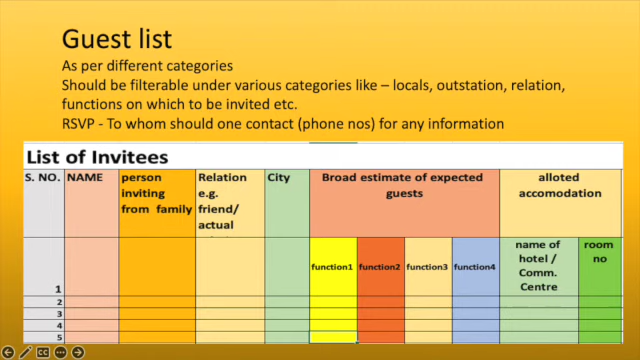 Guest list
As per different categories
Should be filterable under various categories like – locals, outstation, relation,
functions on which to be invited etc.
RSVP - To whom should one contact (phone nos) for any information
List of Invitees
S. NO. NAME person inviting from family Relation e.g. friend/ actual City Broad estimate of expected guests alloted accomodation
function1 function2 function3 function4 name of hotel / Comm. Centre room no
1
2
3
4
5
CC